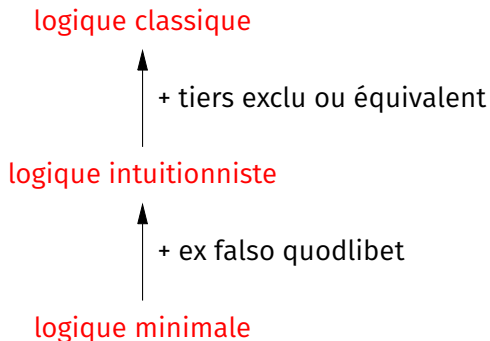 logique classique
+ tiers exclu ou équivalent
logique intuitionniste
+ ex falso quodlibet
logique minimale